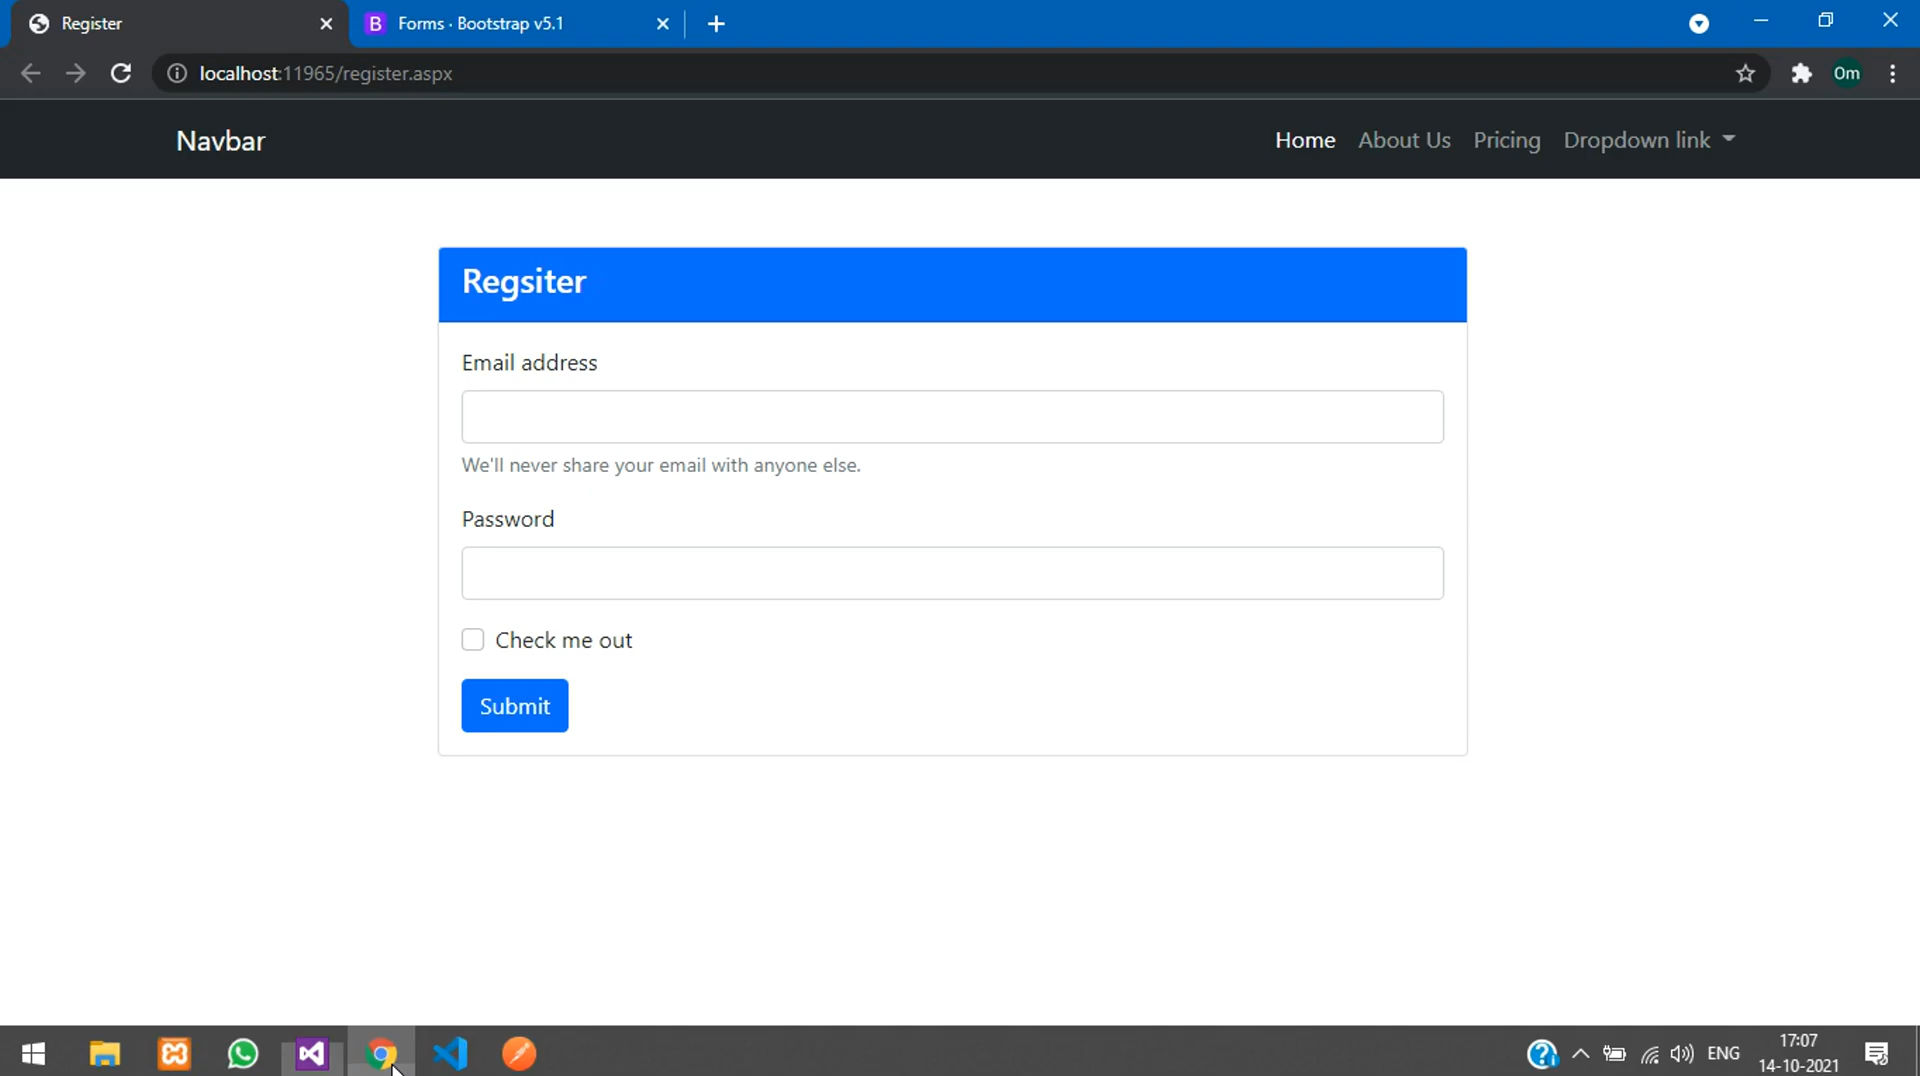 Register
B Forms · Bootstrap v5.1
localhost:11965/register.aspx
Om
Navbar
Home About Us Pricing Dropdown link
Regsiter
Email address
We'll never share your email with anyone else.
Password
Check me out
Submit
ENG
17:07
14-10-2021